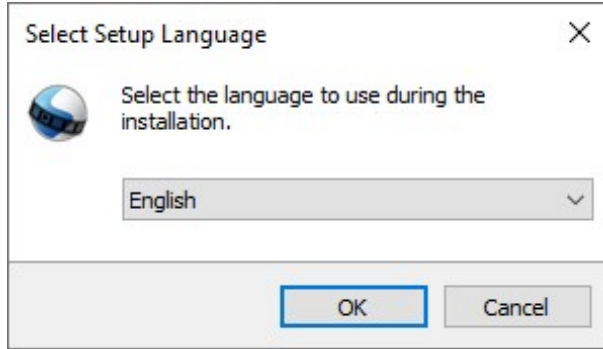 Select Setup Language
Select the language to use during the
installation.
English
OK
Cancel